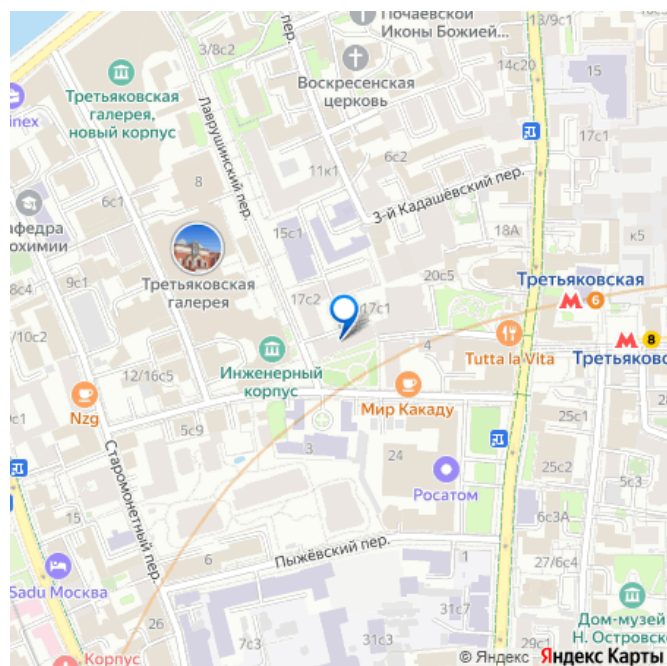 Почаевской
Иконы Божией...
13/9с1
3/8с2
пер.
14с20
15
Третьяковская
галерея,
новый корпус
Воскресенская
церковь
inex
Лаврушинский пер.
17с1
11к1
6с2
8
3-й Кадашёвский пер.
6с1
афедра
охимии
15с1
18А
к5
Третьяковская
галерея
9с1
8с4
20с5
Третьяковская
6
17с2
17с1
/10с2
8
4
Инженерный
корпус
Tutta la Vita
Третьяковс
12/16с5
Мир Какаду
Nzg
9с1
5с9
25с1
3
24
Старомонетный пер.
Росатом
25с2
15
6с3А
6
Пыжёвский пер.
1
27/6с4
Sadu Москва
31с7
Дом-музей
Н. Островск
26
7с3
31с3
29с1
Корпус
© Яндекс Яндекс Карты